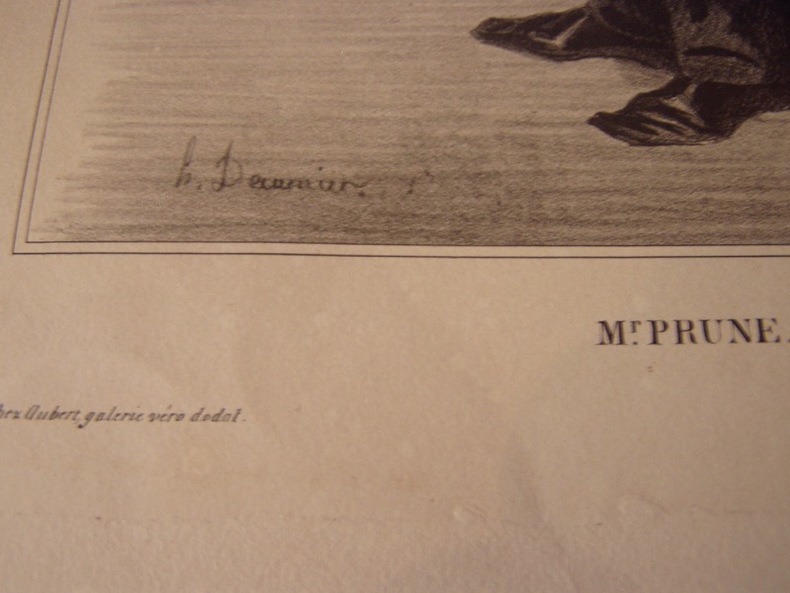 h. Daumier.
Mr. PRUNE
chez Aubert, galerie véro dodat.